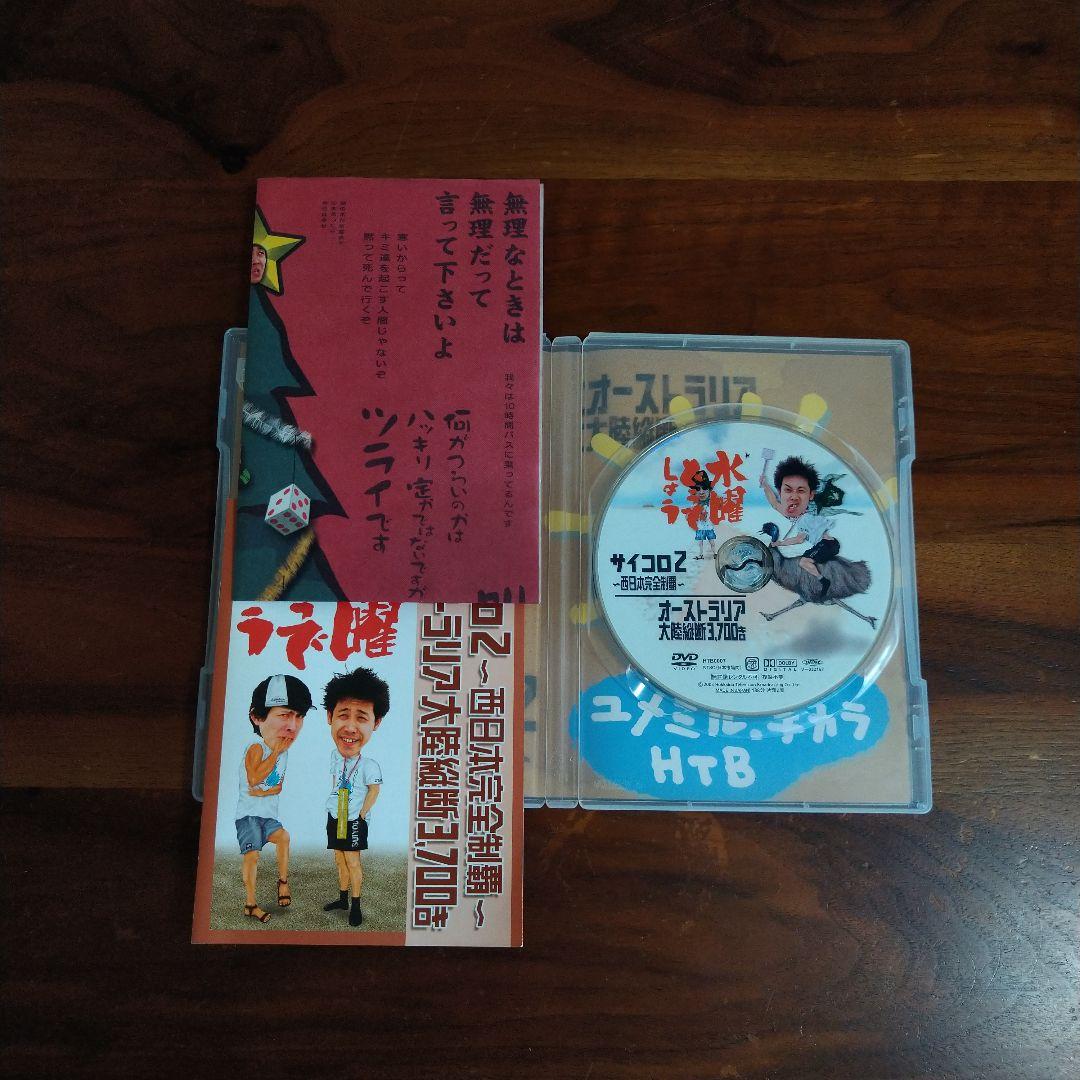 無理なときは
無理だって
言って下さいよ
寒いからって
キミ達を起こす人間じゃないぞ
黙って死んで行くぞ
我々は10時間バスに乗ってるんです
何がつらいのかは
ハッキリ定かではないですが
ツライです
オーストラリア
大陸縦断
水曜
どうで
しょう
サイコロ2
〜西日本完全制覇〜
オーストラリア
大陸縦断3,700キロ
DVD
VIDEO
HTBC007
DOLBY
DIGITAL
ユメミル、チカラ
HTB
曜
うで
ロ2 〜西日本完全制覇〜
ラリア大陸縦断3,700キロ